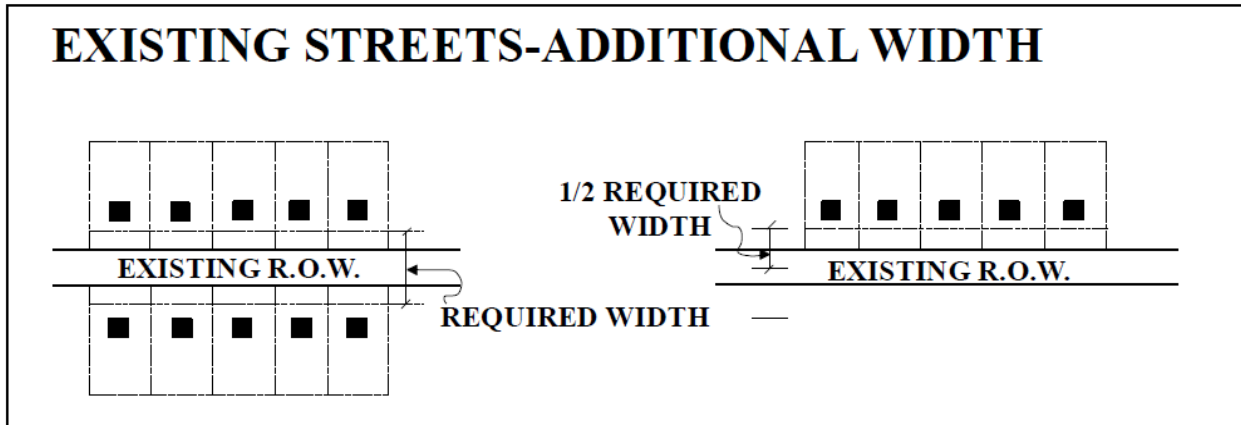 EXISTING STREETS-ADDITIONAL WIDTH
EXISTING R.O.W.
REQUIRED WIDTH
1/2 REQUIRED
WIDTH
EXISTING R.O.W.